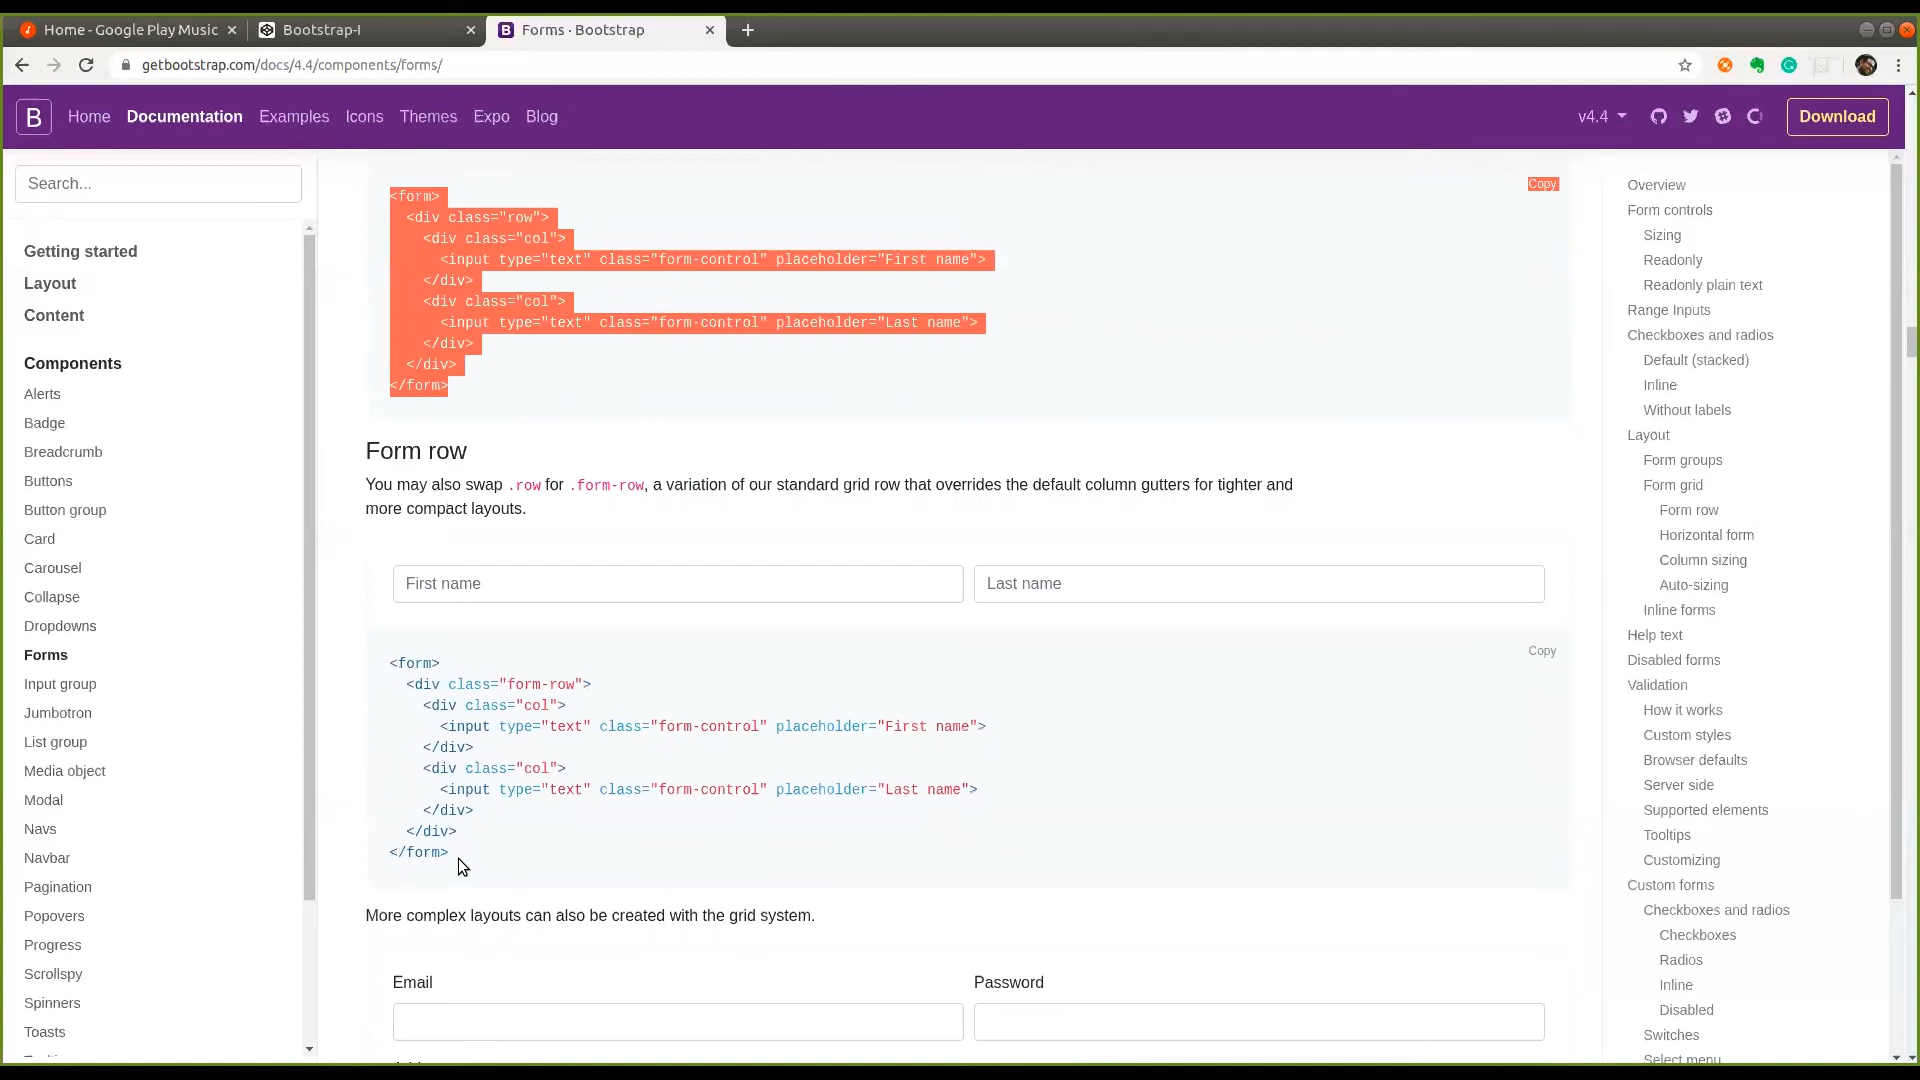 Home - Google Play Music
Bootstrap-I
Forms · Bootstrap
getbootstrap.com/docs/4.4/components/forms/
B
Home
Documentation
Examples
Icons
Themes
Expo
Blog
v4.4
Download
Search...
Getting started
Layout
Content
Components
Alerts
Badge
Breadcrumb
Buttons
Button group
Card
Carousel
Collapse
Dropdowns
Forms
Input group
Jumbotron
List group
Media object
Modal
Navs
Navbar
Pagination
Popovers
Progress
Scrollspy
Spinners
Toasts
Copy
<form>
<div class="row">
<div class="col">
<input type="text" class="form-control" placeholder="First name">
</div>
<div class="col">
<input type="text" class="form-control" placeholder="Last name">
</div>
</div>
</form>
Form row
You may also swap .row for .form-row, a variation of our standard grid row that overrides the default column gutters for tighter and
more compact layouts.
First name
Last name
Copy
<form>
<div class="form-row">
<div class="col">
<input type="text" class="form-control" placeholder="First name">
</div>
<div class="col">
<input type="text" class="form-control" placeholder="Last name">
</div>
</div>
</form>
More complex layouts can also be created with the grid system.
Email
Password
Overview
Form controls
Sizing
Readonly
Readonly plain text
Range Inputs
Checkboxes and radios
Default (stacked)
Inline
Without labels
Layout
Form groups
Form grid
Form row
Horizontal form
Column sizing
Auto-sizing
Inline forms
Help text
Disabled forms
Validation
How it works
Custom styles
Browser defaults
Server side
Supported elements
Tooltips
Customizing
Custom forms
Checkboxes and radios
Checkboxes
Radios
Inline
Disabled
Switches
Select menu